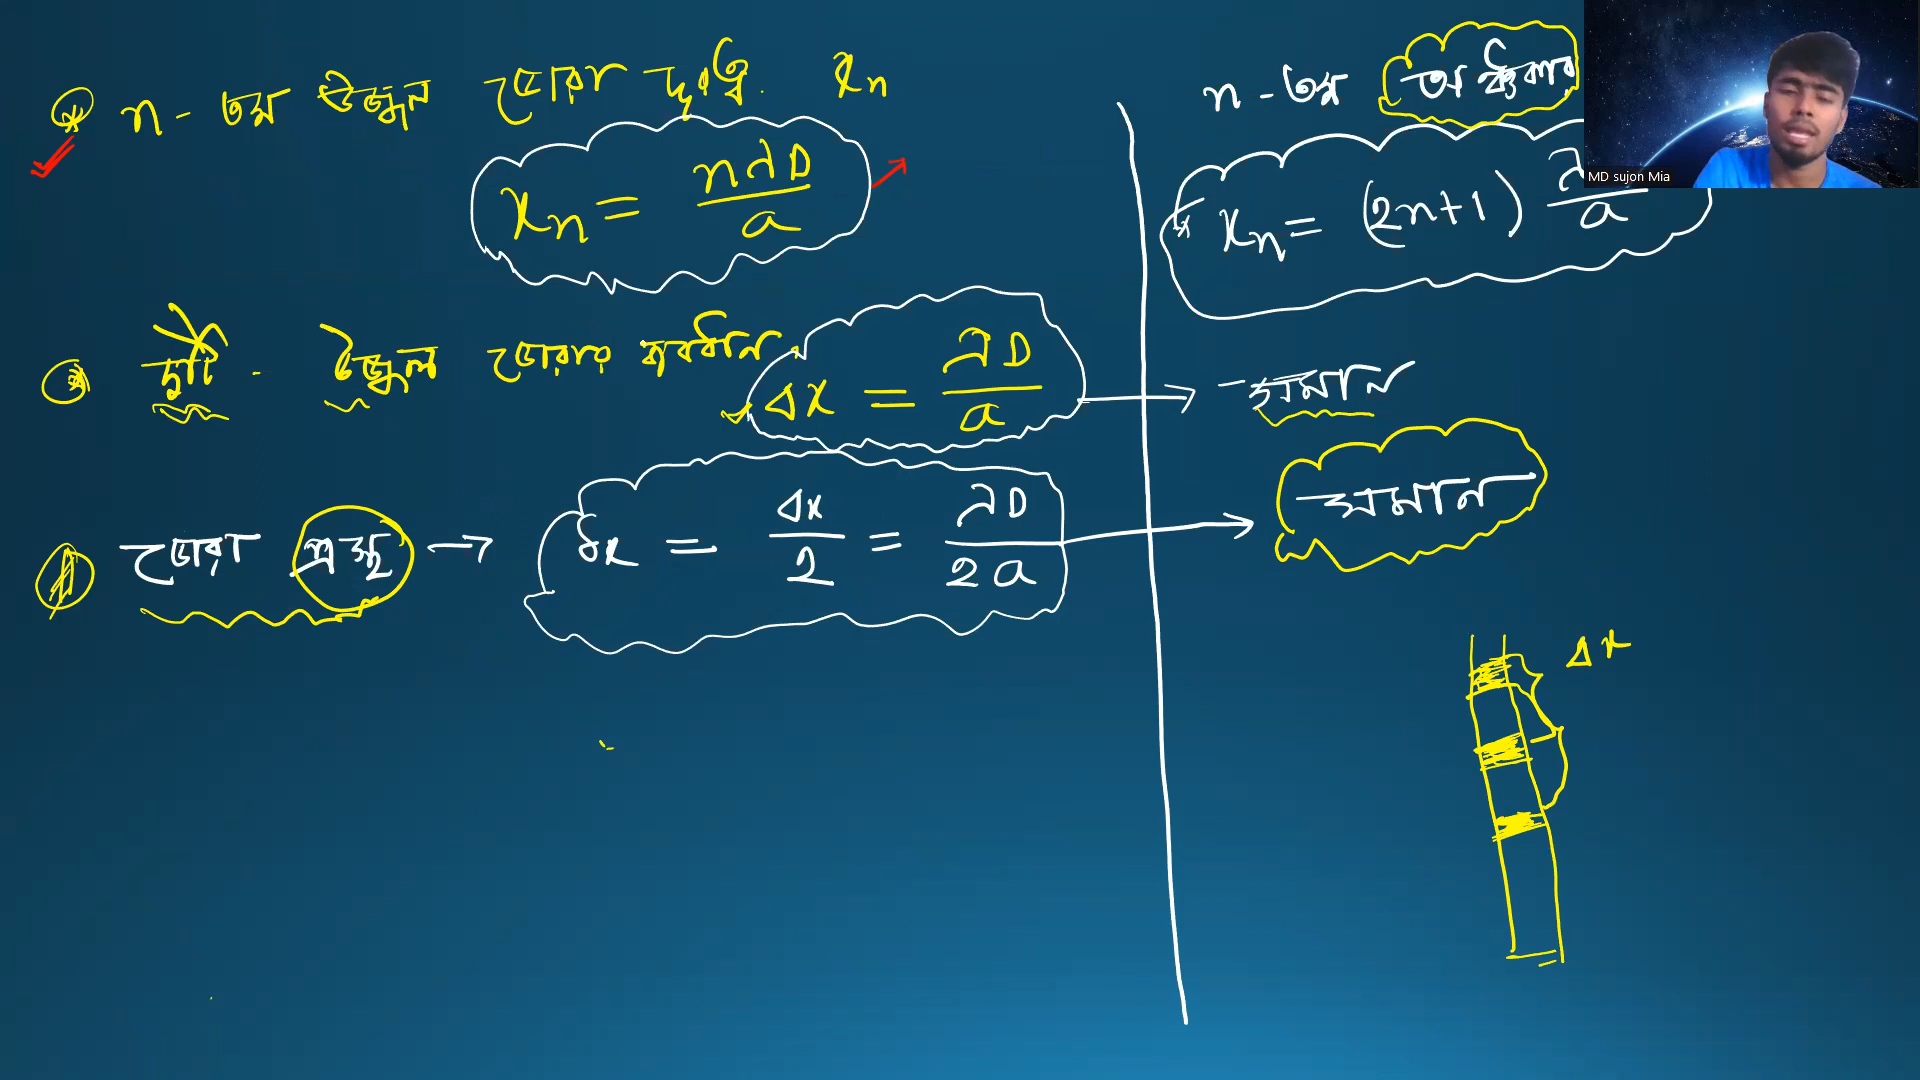 n - তম উজ্জ্বল ডোরার দূরত্ব. xn
xn = nλD/a
দুটি - উজ্জ্বল ডোরার ব্যবধান
Δx = λD/a
ডোরা প্রস্থ → δx = Δx/2 = λD/2a
n - তম অন্ধকার
xn = (2n+1) λ/a
→ সমান
→ সমান
Δx
MD sujon Mia